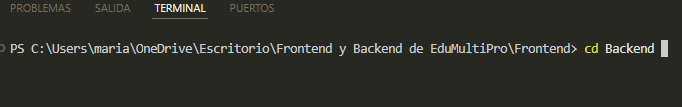 PROBLEMAS SALIDA TERMINAL PUERTOS
PS C:\Users\maria\OneDrive\Escritorio\Frontend y Backend de EduMultiPro\Frontend> cd Backend